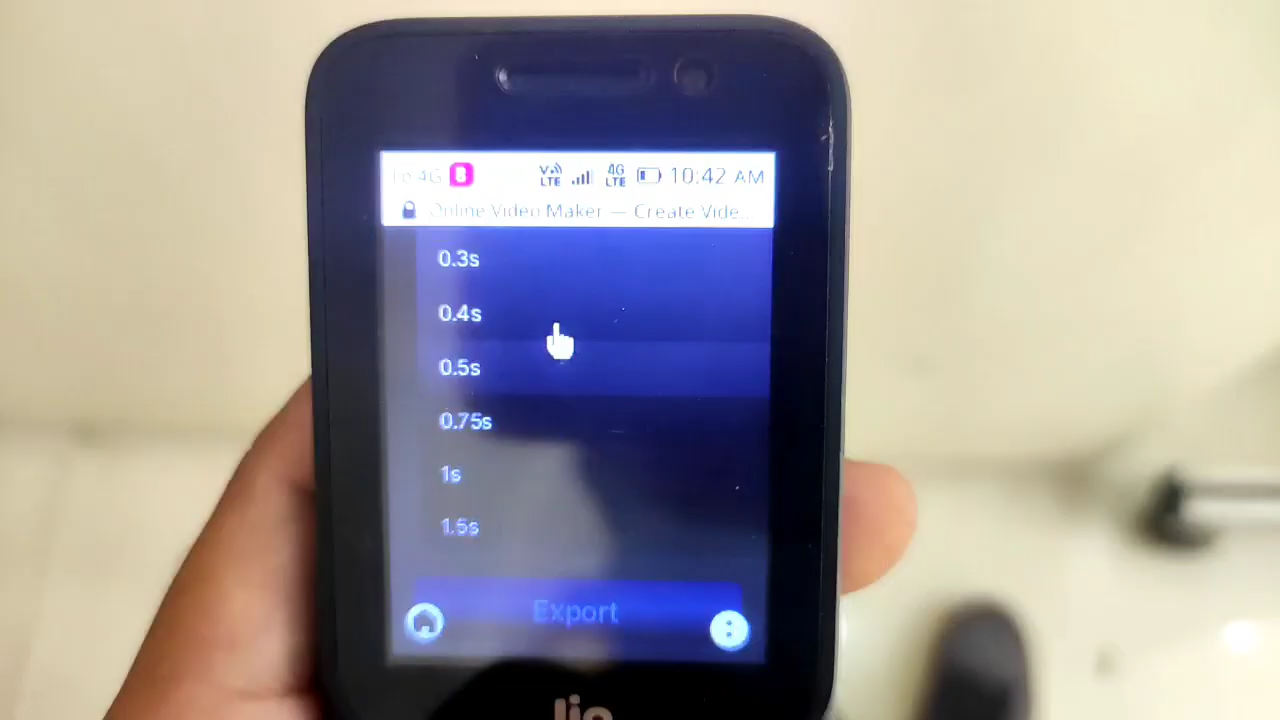 4G B V LTE 4G LTE 10:42 AM
Online Video Maker — Create Vide...
0.3s
0.4s
0.5s
0.75s
1s
1.5s
Export
Jio